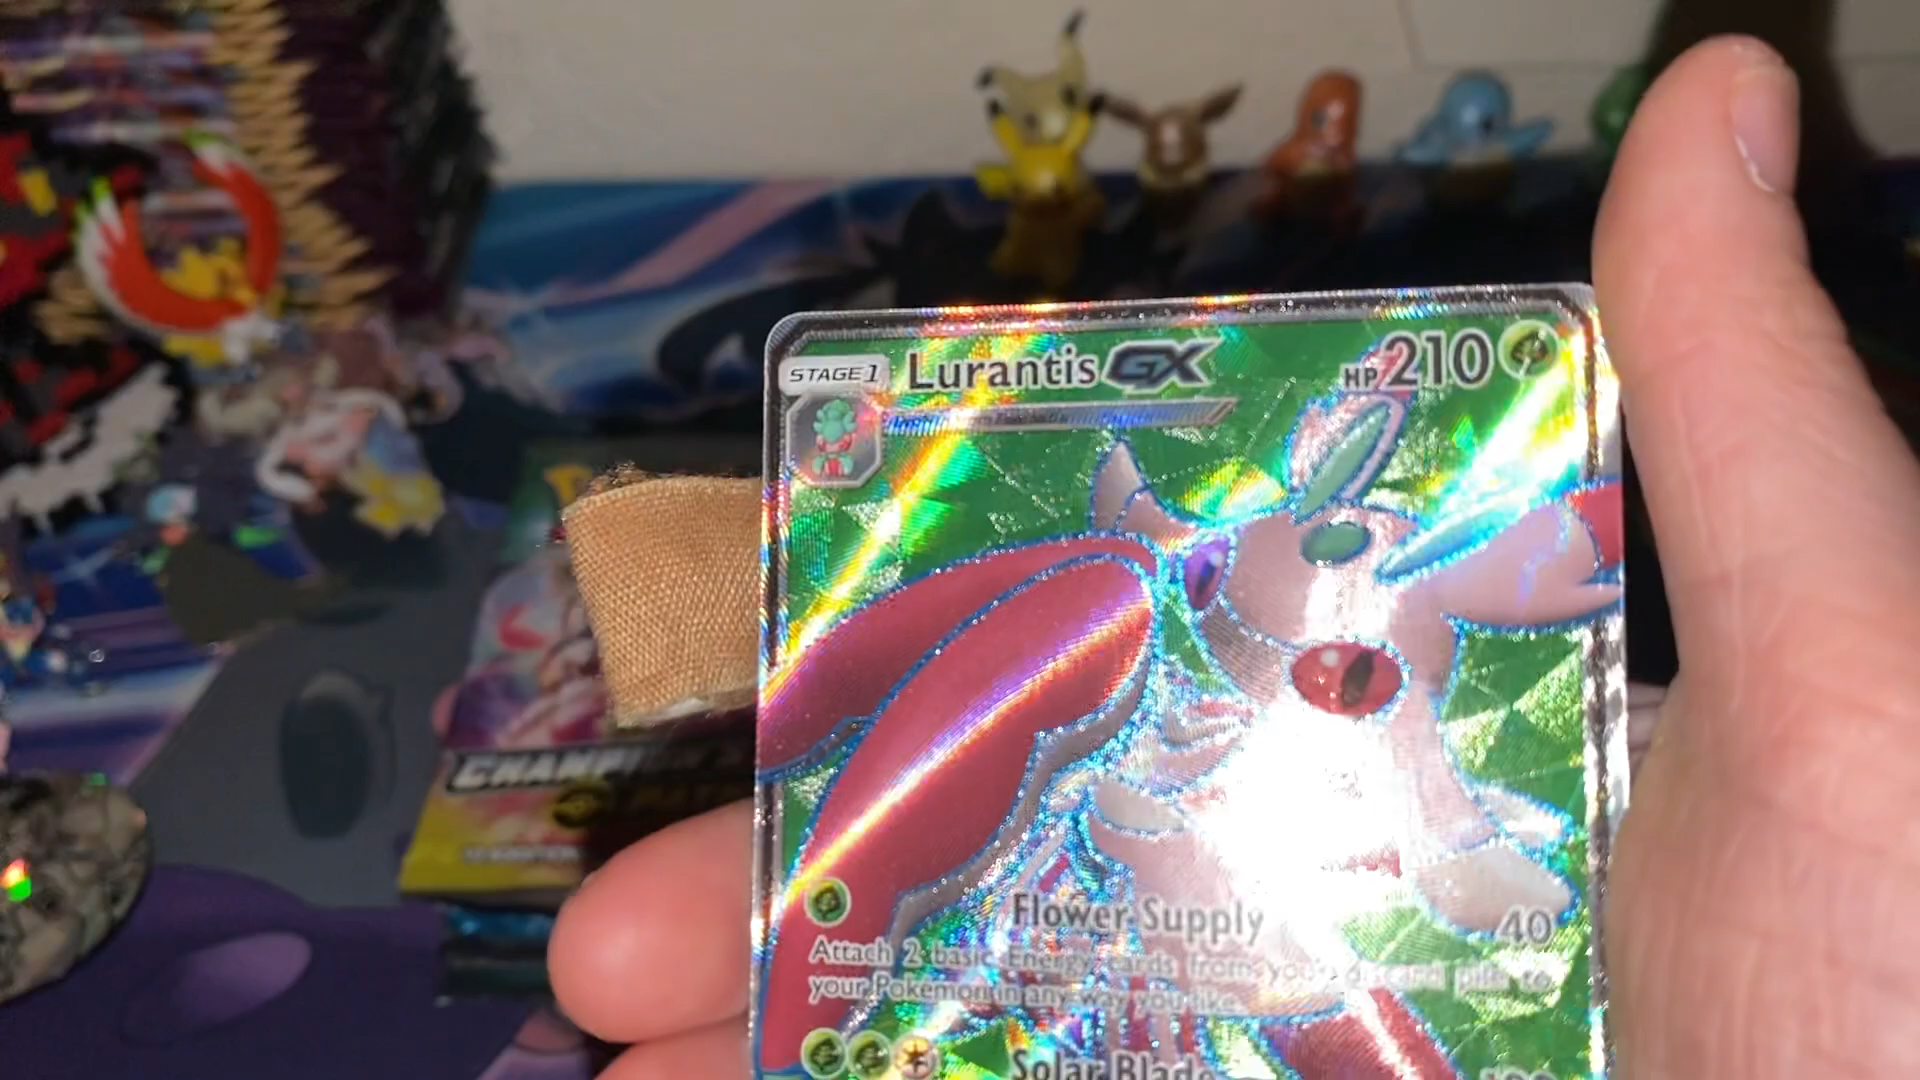 STAGE 1 Lurantis GX HP 210
Flower Supply 40
Attach 2 basic Energy cards from your discard pile to
your Pokémon in any way you like.
Solar Blade
CHAMPION'S